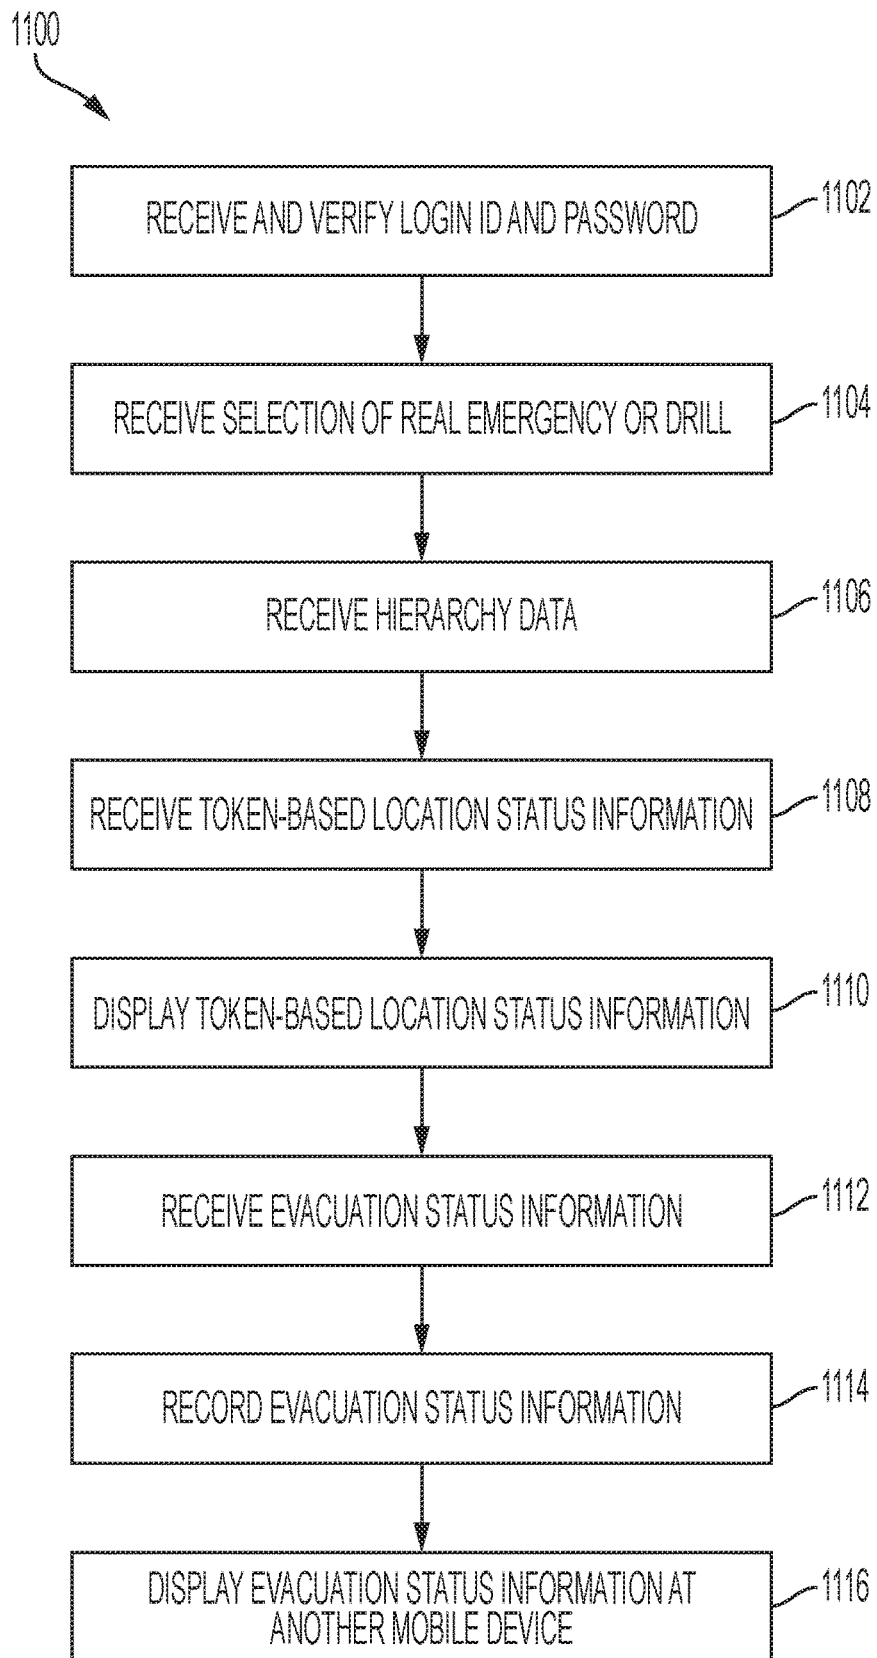 1100
RECEIVE AND VERIFY LOGIN ID AND PASSWORD
1102
RECEIVE SELECTION OF REAL EMERGENCY OR DRILL
1104
RECEIVE HIERARCHY DATA
1106
RECEIVE TOKEN-BASED LOCATION STATUS INFORMATION
1108
DISPLAY TOKEN-BASED LOCATION STATUS INFORMATION
1110
RECEIVE EVACUATION STATUS INFORMATION
1112
RECORD EVACUATION STATUS INFORMATION
1114
DISPLAY EVACUATION STATUS INFORMATION AT
ANOTHER MOBILE DEVICE
1116